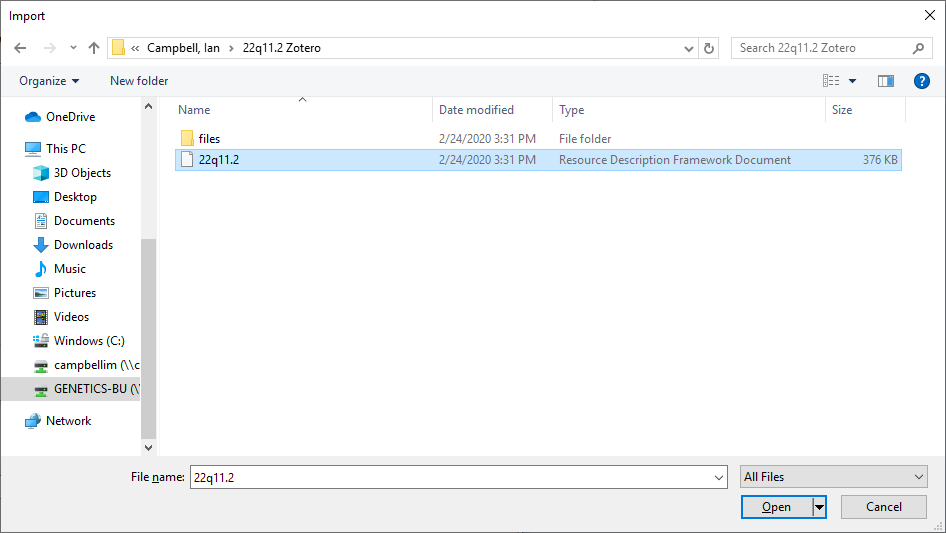 Import
« Campbell, Ian > 22q11.2 Zotero
Search 22q11.2 Zotero
Organize
New folder
OneDrive
This PC
3D Objects
Desktop
Documents
Downloads
Music
Pictures
Videos
Windows (C:)
campbellim (\\c
GENETICS-BU (\\
Network
Name Date modified Type Size
files 2/24/2020 3:31 PM File folder
22q11.2 2/24/2020 3:31 PM Resource Description Framework Document 376 KB
File name: 22q11.2
All Files
Open
Cancel